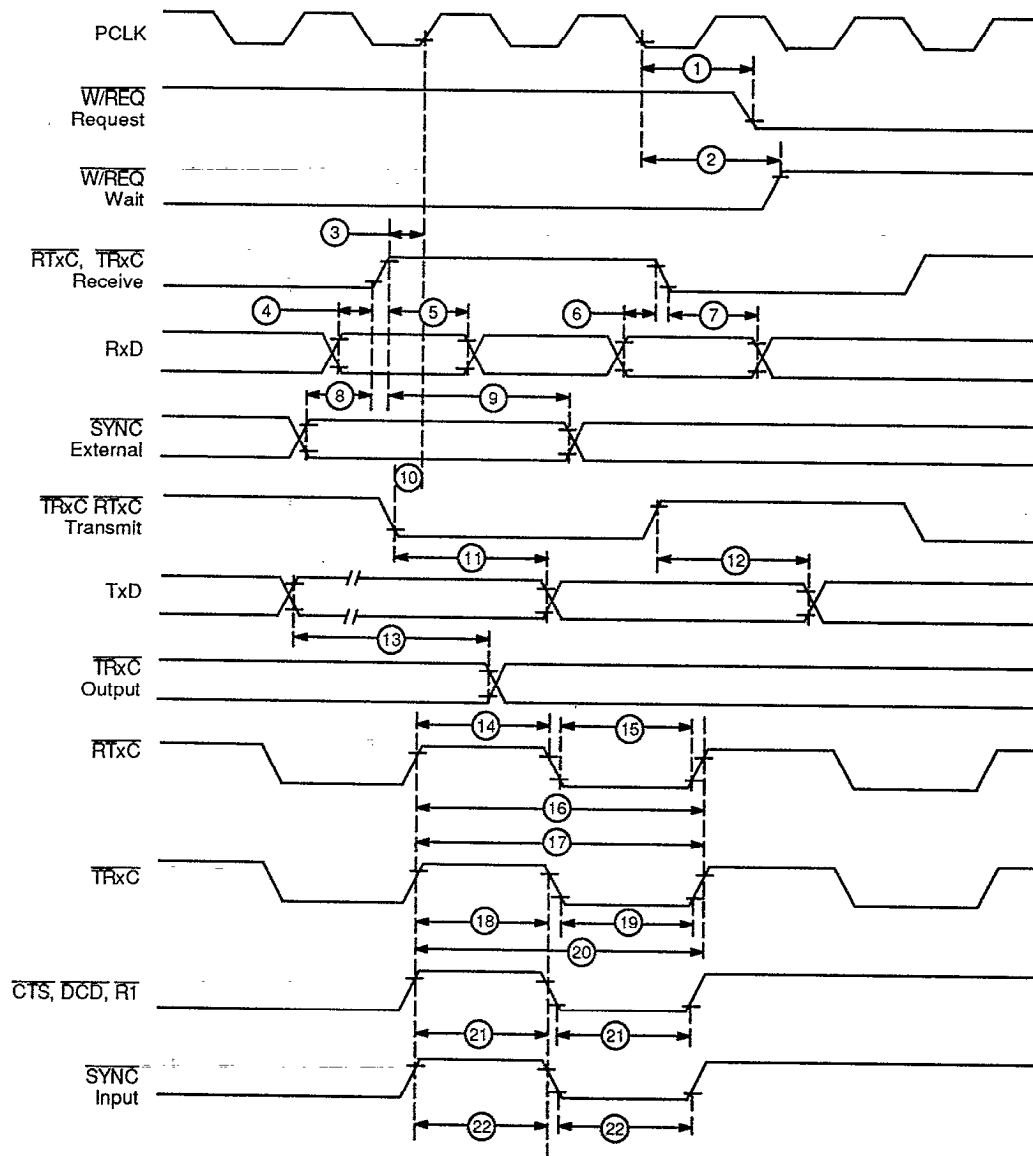 PCLK
1
W/REQ
Request
2
W/REQ
Wait
3
RTxC, TRxC
Receive
4
5
6
7
RxD
8
9
SYNC
External
10
TRxC RTxC
Transmit
11
12
TxD
13
TRxC
Output
14
15
RTxC
16
17
TRxC
18
19
20
CTS, DCD, R1
21
21
SYNC
Input
22
22